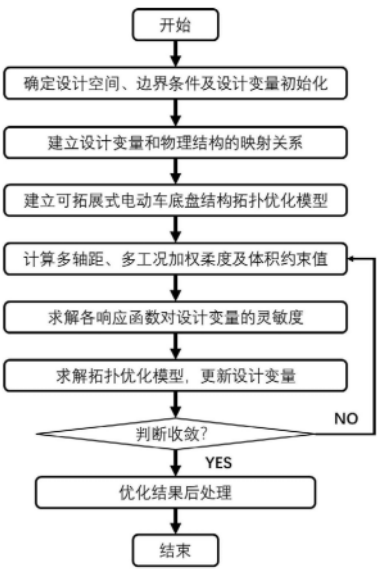 开始
确定设计空间、边界条件及设计变量初始化
建立设计变量和物理结构的映射关系
建立可拓展式电动车底盘结构拓扑优化模型
计算多轴距、多工况加权柔度及体积约束值
求解各响应函数对设计变量的灵敏度
求解拓扑优化模型，更新设计变量
判断收敛?
NO
YES
优化结果后处理
结束